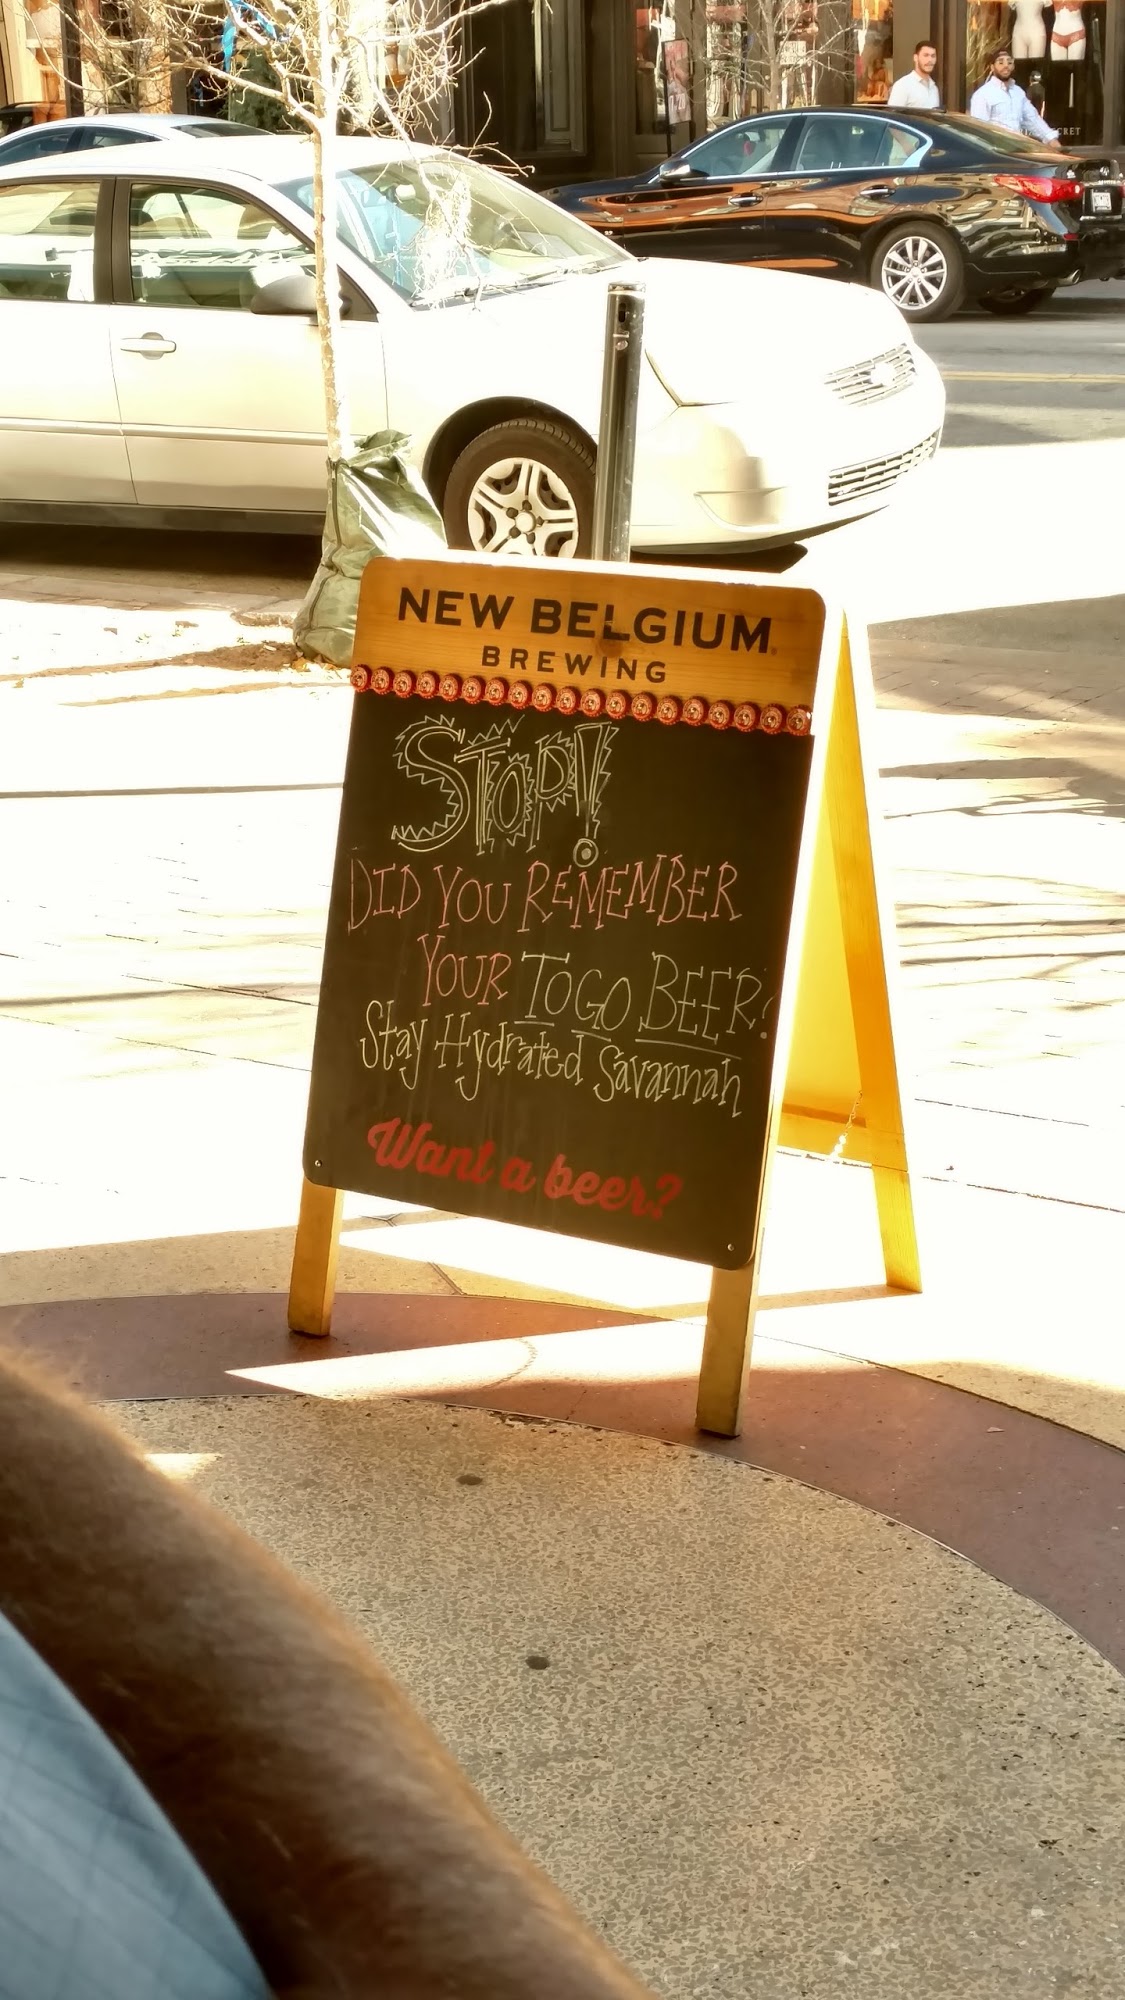 NEW BELGIUM
BREWING
STOP!
DID YOU REMEMBER
YOUR TOGO BEER?
Stay Hydrated Savannah
Want a beer?